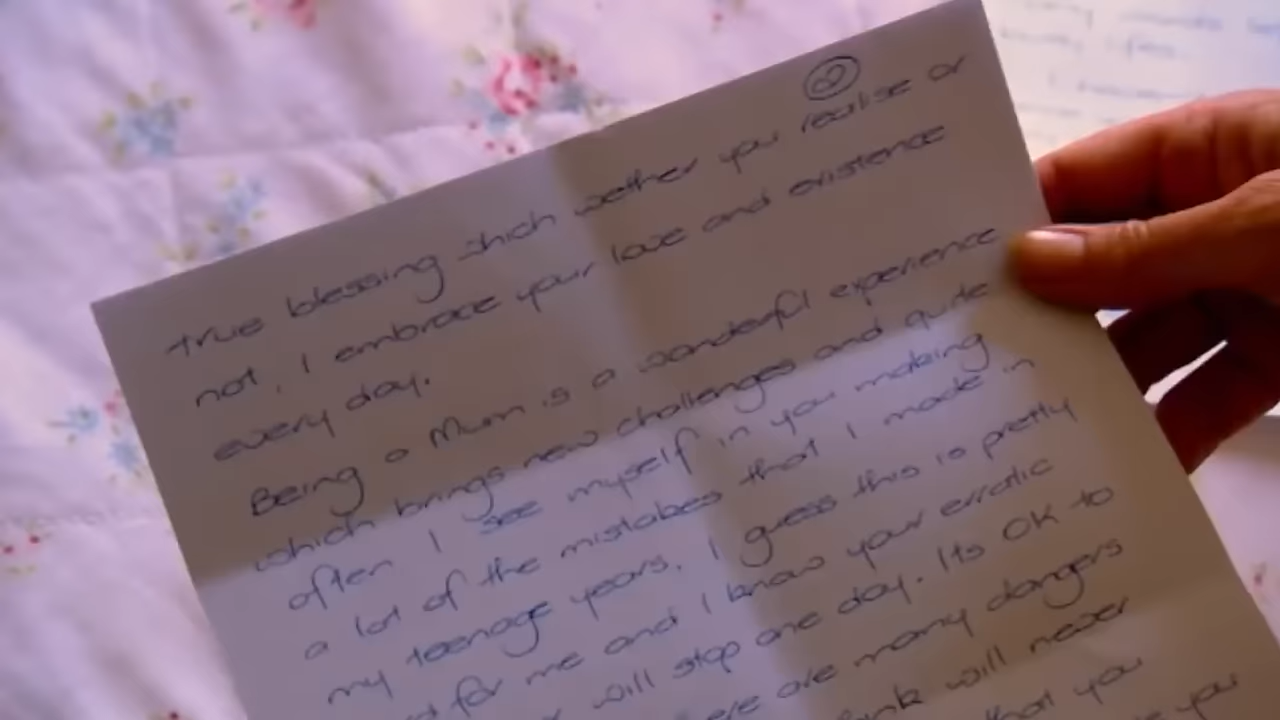 ②
true blessing which wether you realise or
not, I embrace your love and existence
every day.
Being a Mum is a wonderful experience
which brings new challenges and quite
often I see myself in you making
a lot of the mistakes that I made in
my teenage years. I guess this is pretty
for me and I know your erratic
will stop one day. Its OK to
are many dangers
will never
that you
you